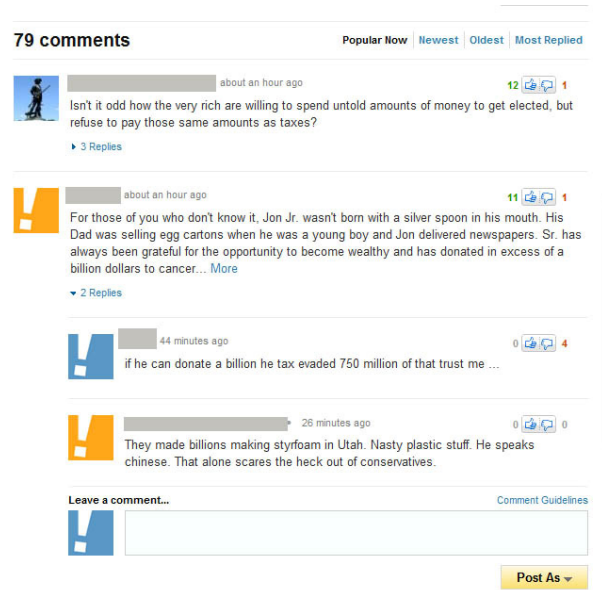 79 comments
Popular Now Newest Oldest Most Replied
about an hour ago 12 1
Isn't it odd how the very rich are willing to spend untold amounts of money to get elected, but
refuse to pay those same amounts as taxes?
3 Replies
about an hour ago 11 1
For those of you who don't know it, Jon Jr. wasn't born with a silver spoon in his mouth. His
Dad was selling egg cartons when he was a young boy and Jon delivered newspapers. Sr. has
always been grateful for the opportunity to become wealthy and has donated in excess of a
billion dollars to cancer... More
2 Replies
44 minutes ago 0 4
if he can donate a billion he tax evaded 750 million of that trust me ...
26 minutes ago 0 0
They made billions making styrfoam in Utah. Nasty plastic stuff. He speaks
chinese. That alone scares the heck out of conservatives.
Leave a comment... Comment Guidelines
Post As